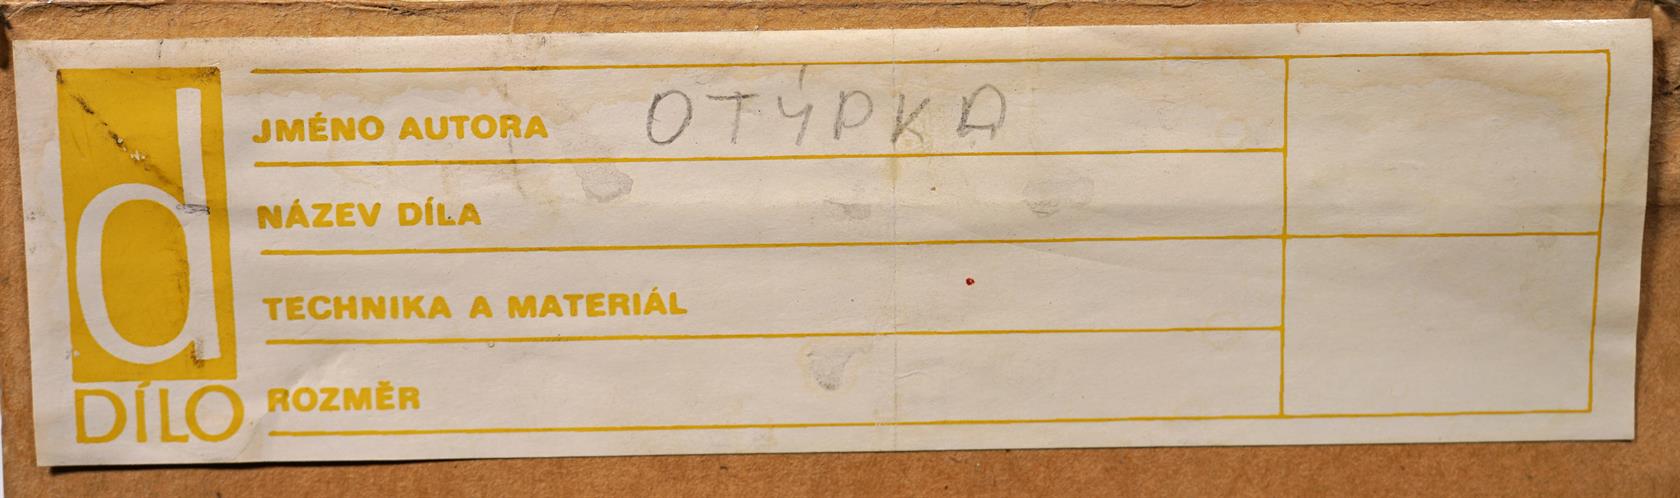 d
DÍLO
JMÉNO AUTORA OTÝPKA
NÁZEV DÍLA
TECHNIKA A MATERIÁL
ROZMĚR